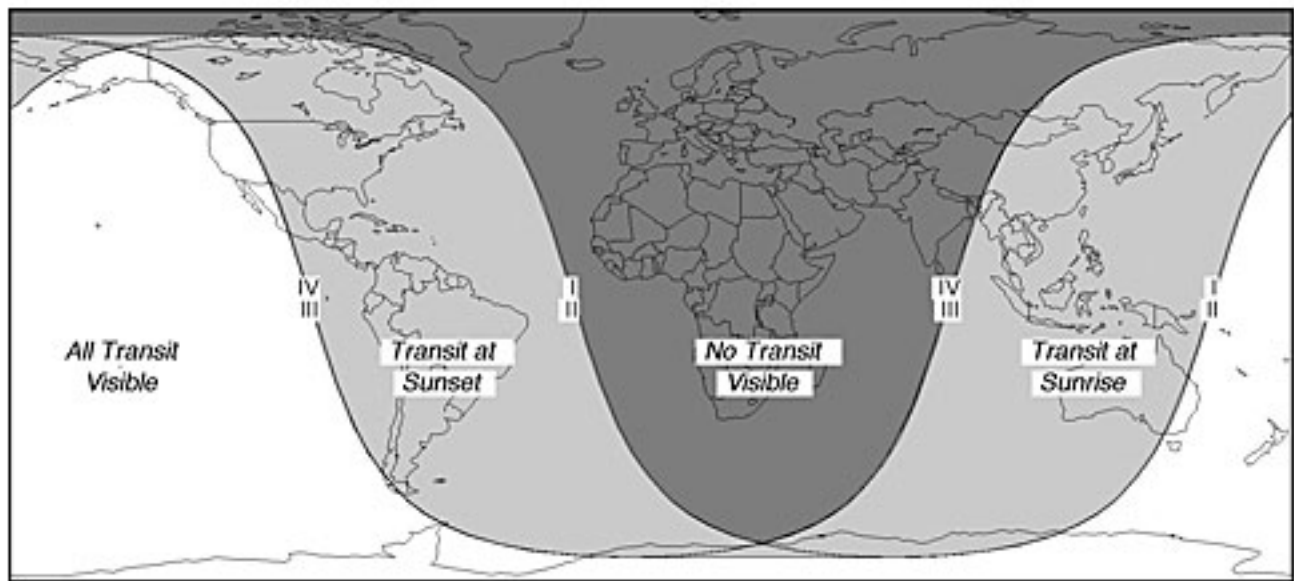 IV
III
I
II
IV
III
I
II
All Transit
Visible
Transit at
Sunset
No Transit
Visible
Transit at
Sunrise